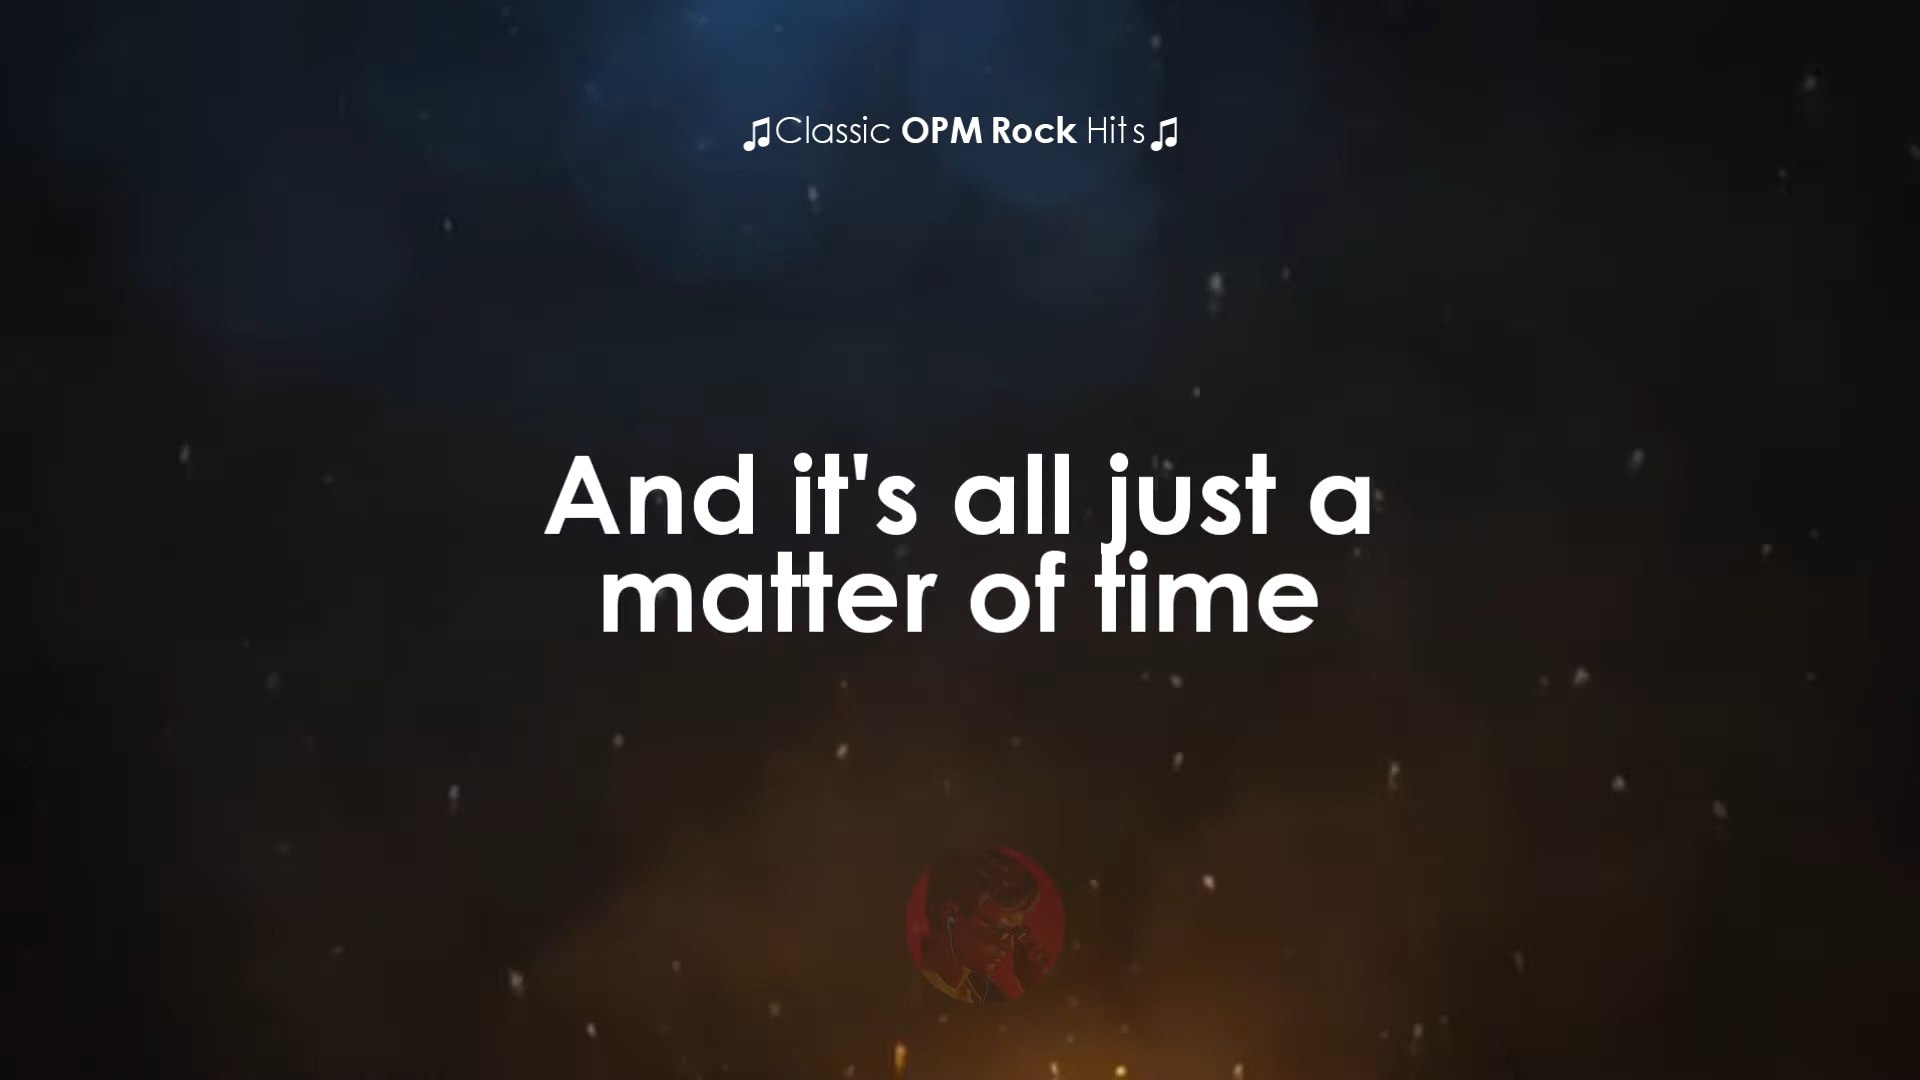 ♫Classic OPM Rock Hits♫
And it's all just a
matter of time